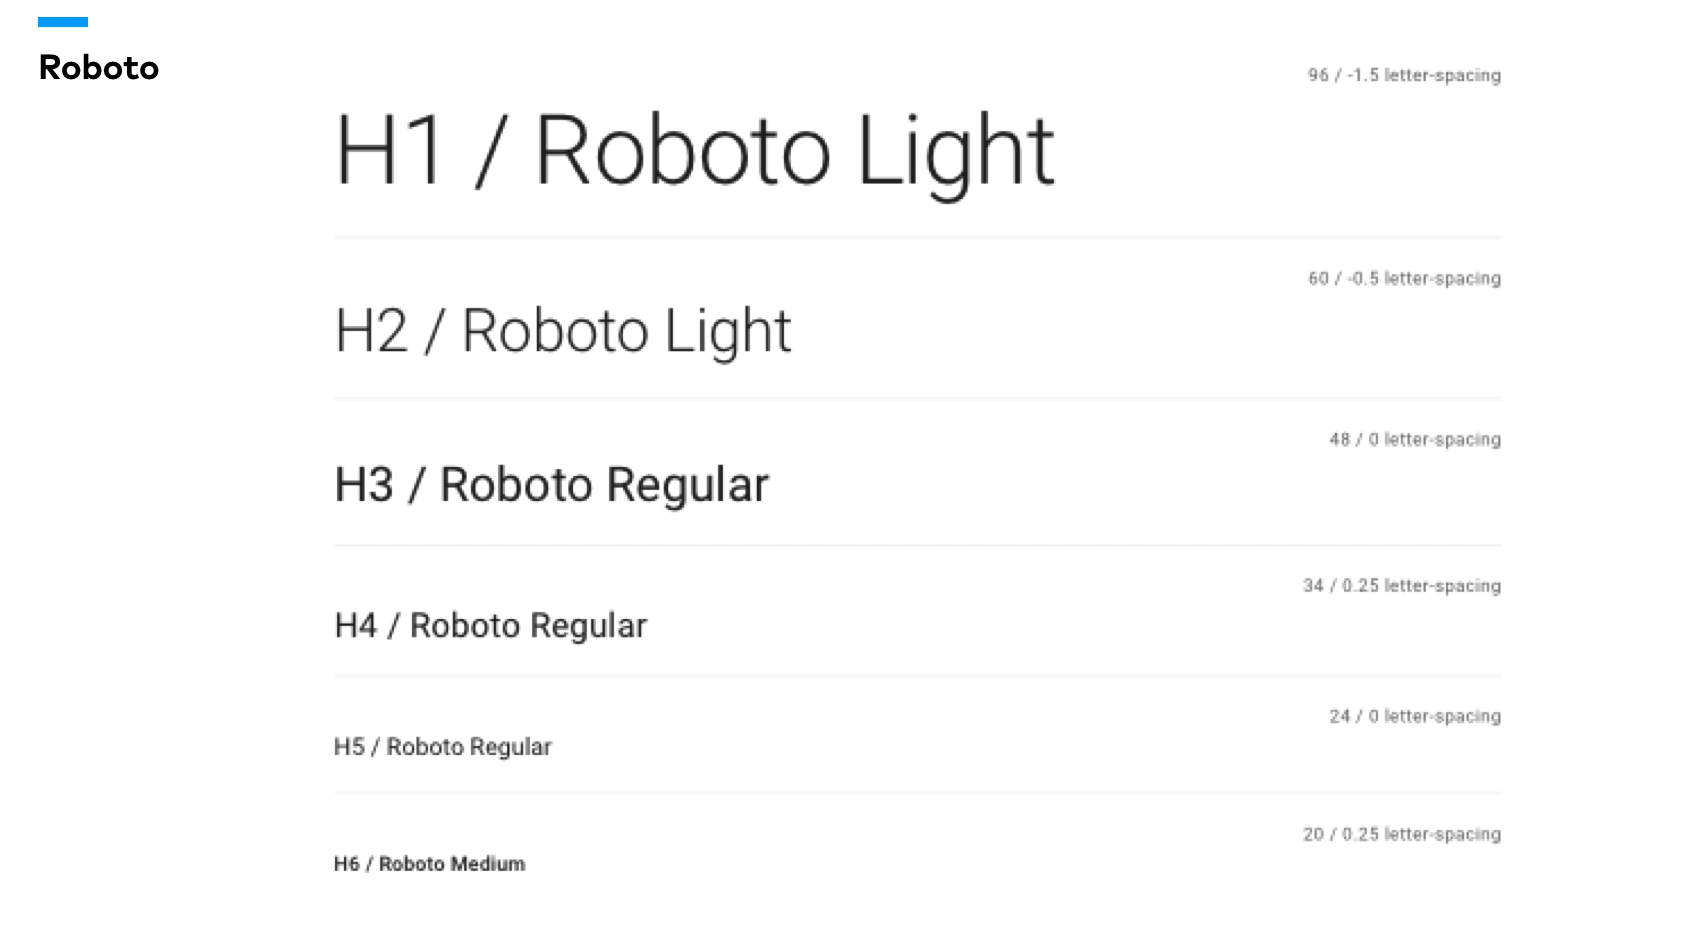 Roboto
96 / -1.5 letter-spacing
H1 / Roboto Light
60 / -0.5 letter-spacing
H2 / Roboto Light
48 / 0 letter-spacing
H3 / Roboto Regular
34 / 0.25 letter-spacing
H4 / Roboto Regular
24 / 0 letter-spacing
H5 / Roboto Regular
20 / 0.25 letter-spacing
H6 / Roboto Medium